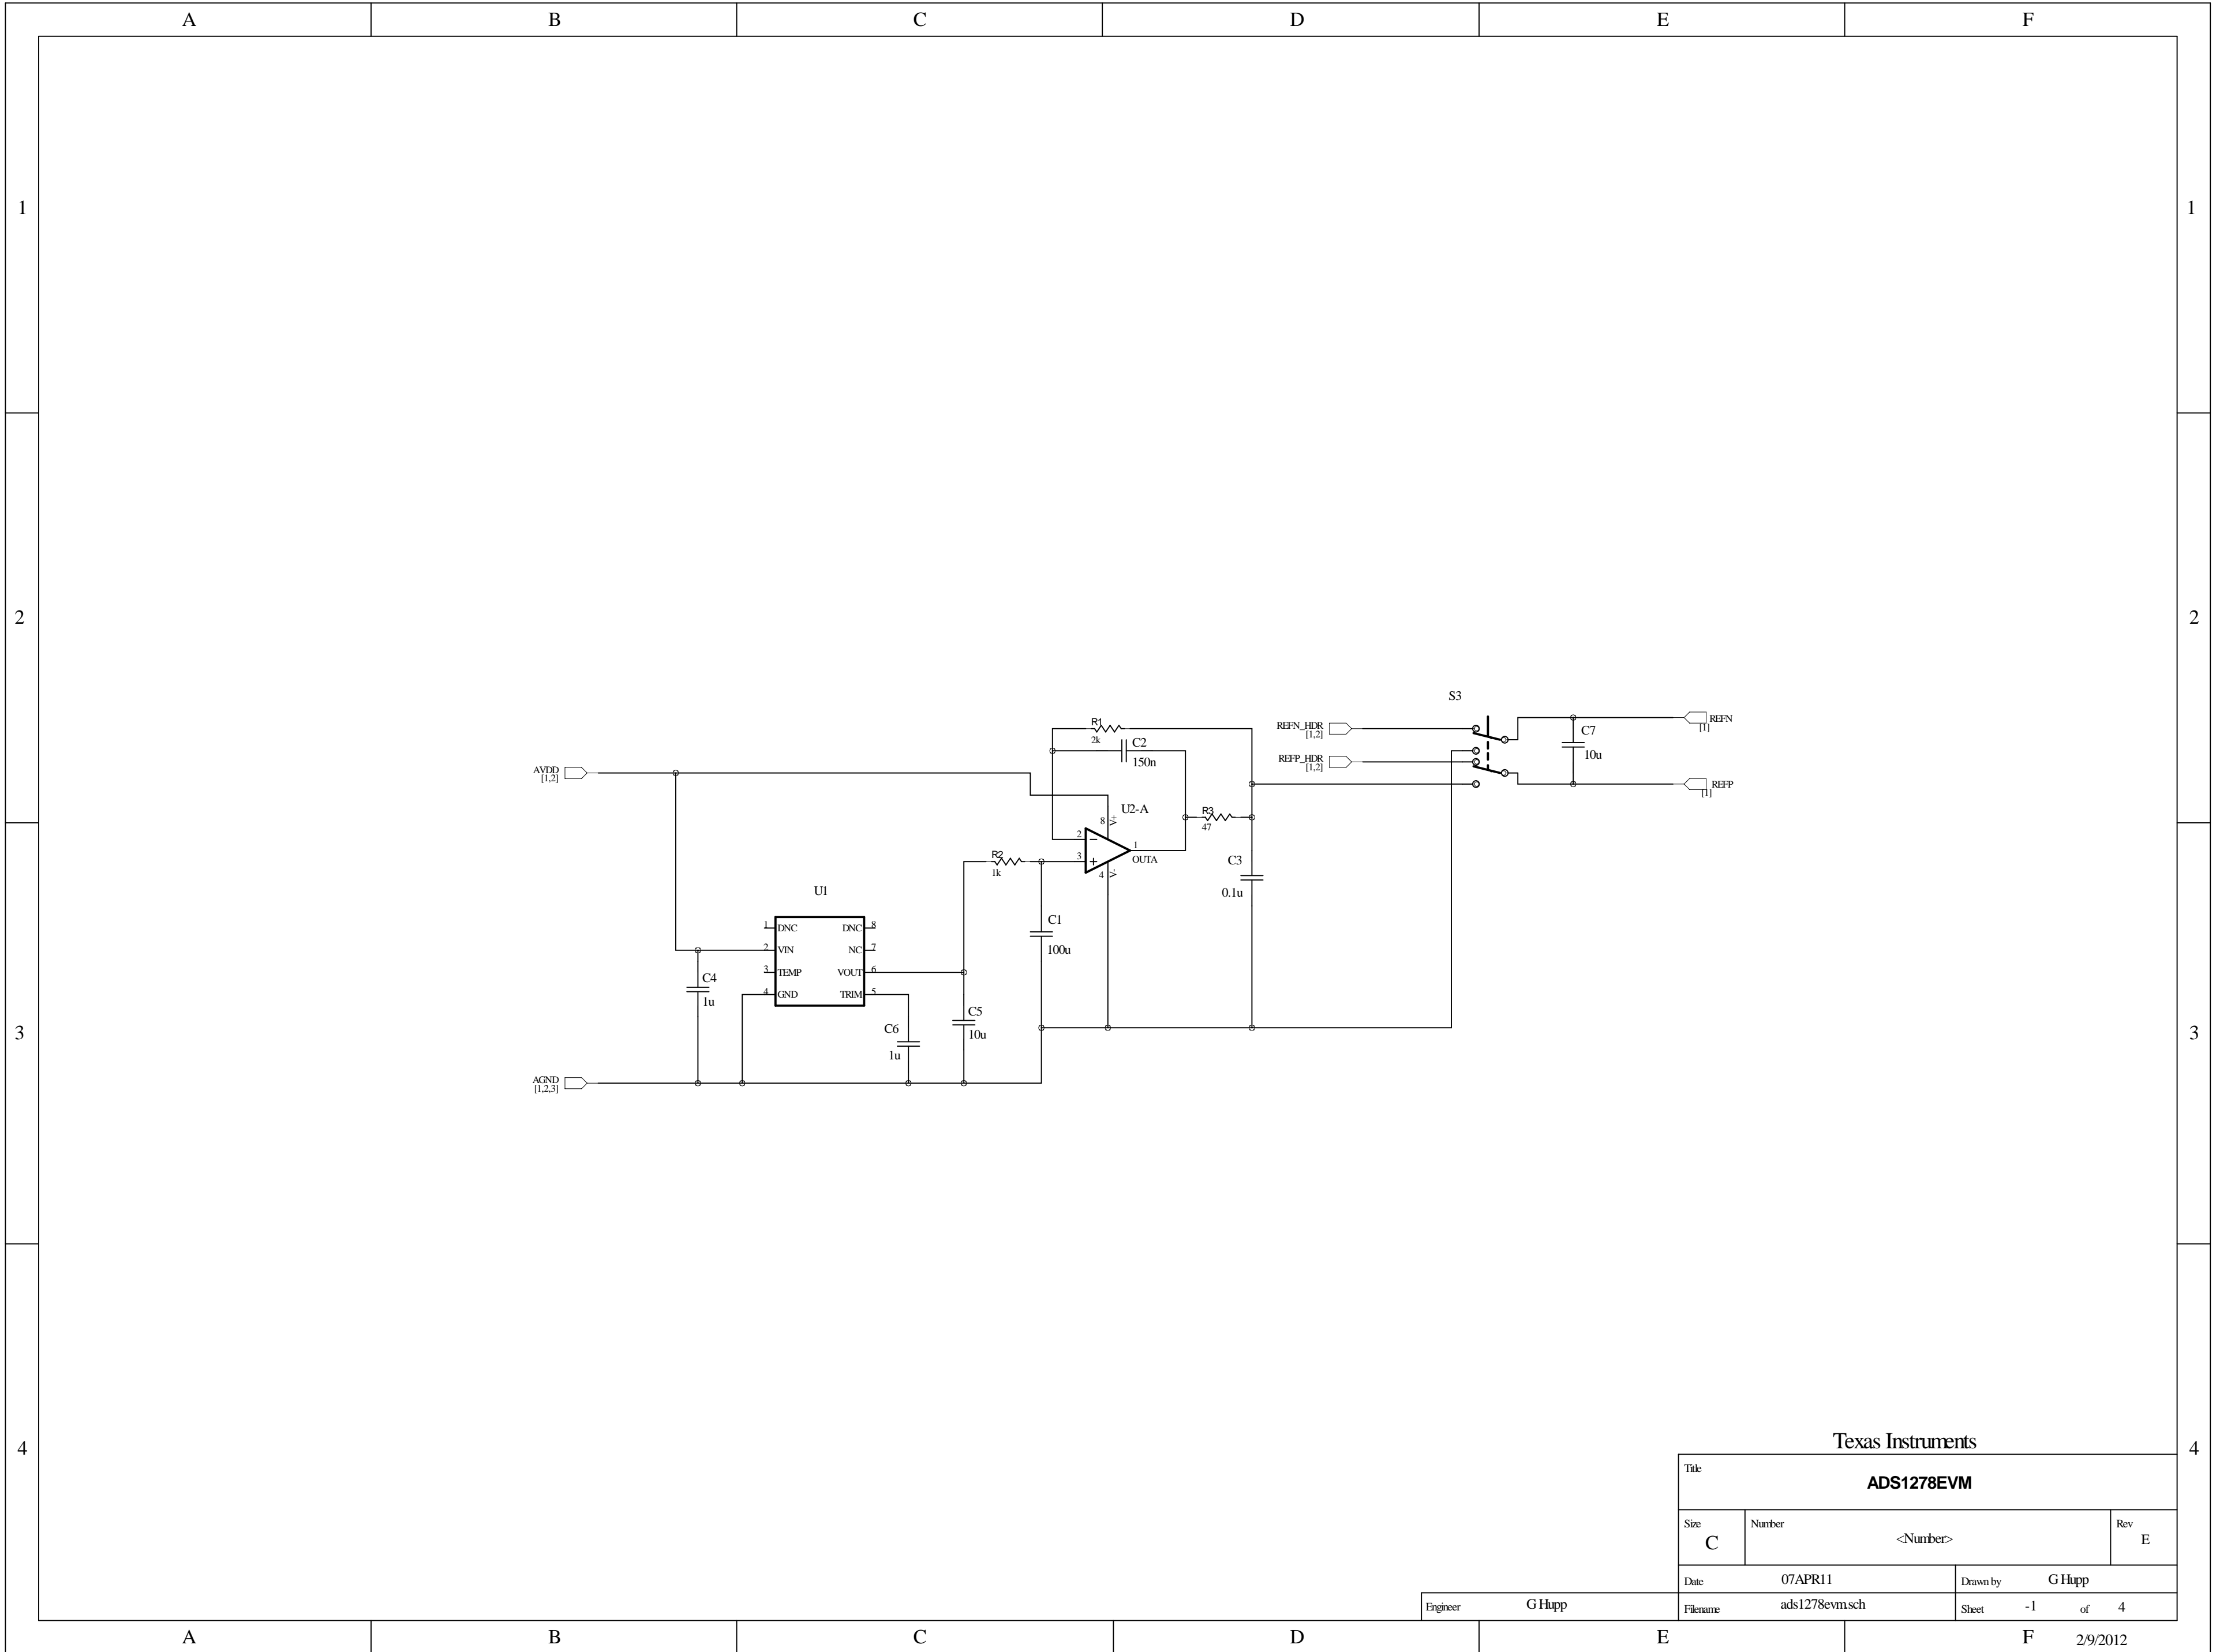 A B C D E F
1 1
2 2
S3
R1
2k
C2
150n
REFN_HDR
[1,2]
REFP_HDR
[1,2]
C7
10u
REFN
[1]
REFP
[1]
AVDD
[1,2]
U2-A
8 V+
2
3
1
OUTA
4 V-
R3
47
R2
1k
C3
0.1u
U1
1 DNC DNC 8
2 VIN NC 7
3 TEMP VOUT 6
4 GND TRIM 5
C1
100u
C4
1u
C5
10u
C6
1u
3 3
AGND
[1,2,3]
4 4
Texas Instruments
Title
ADS1278EVM
Size
C
Number
<Number>
Rev
E
Date 07APR11
Drawn by G Hupp
Engineer G Hupp
Filename ads1278evm.sch
Sheet -1 of 4
A B C D E F
2/9/2012